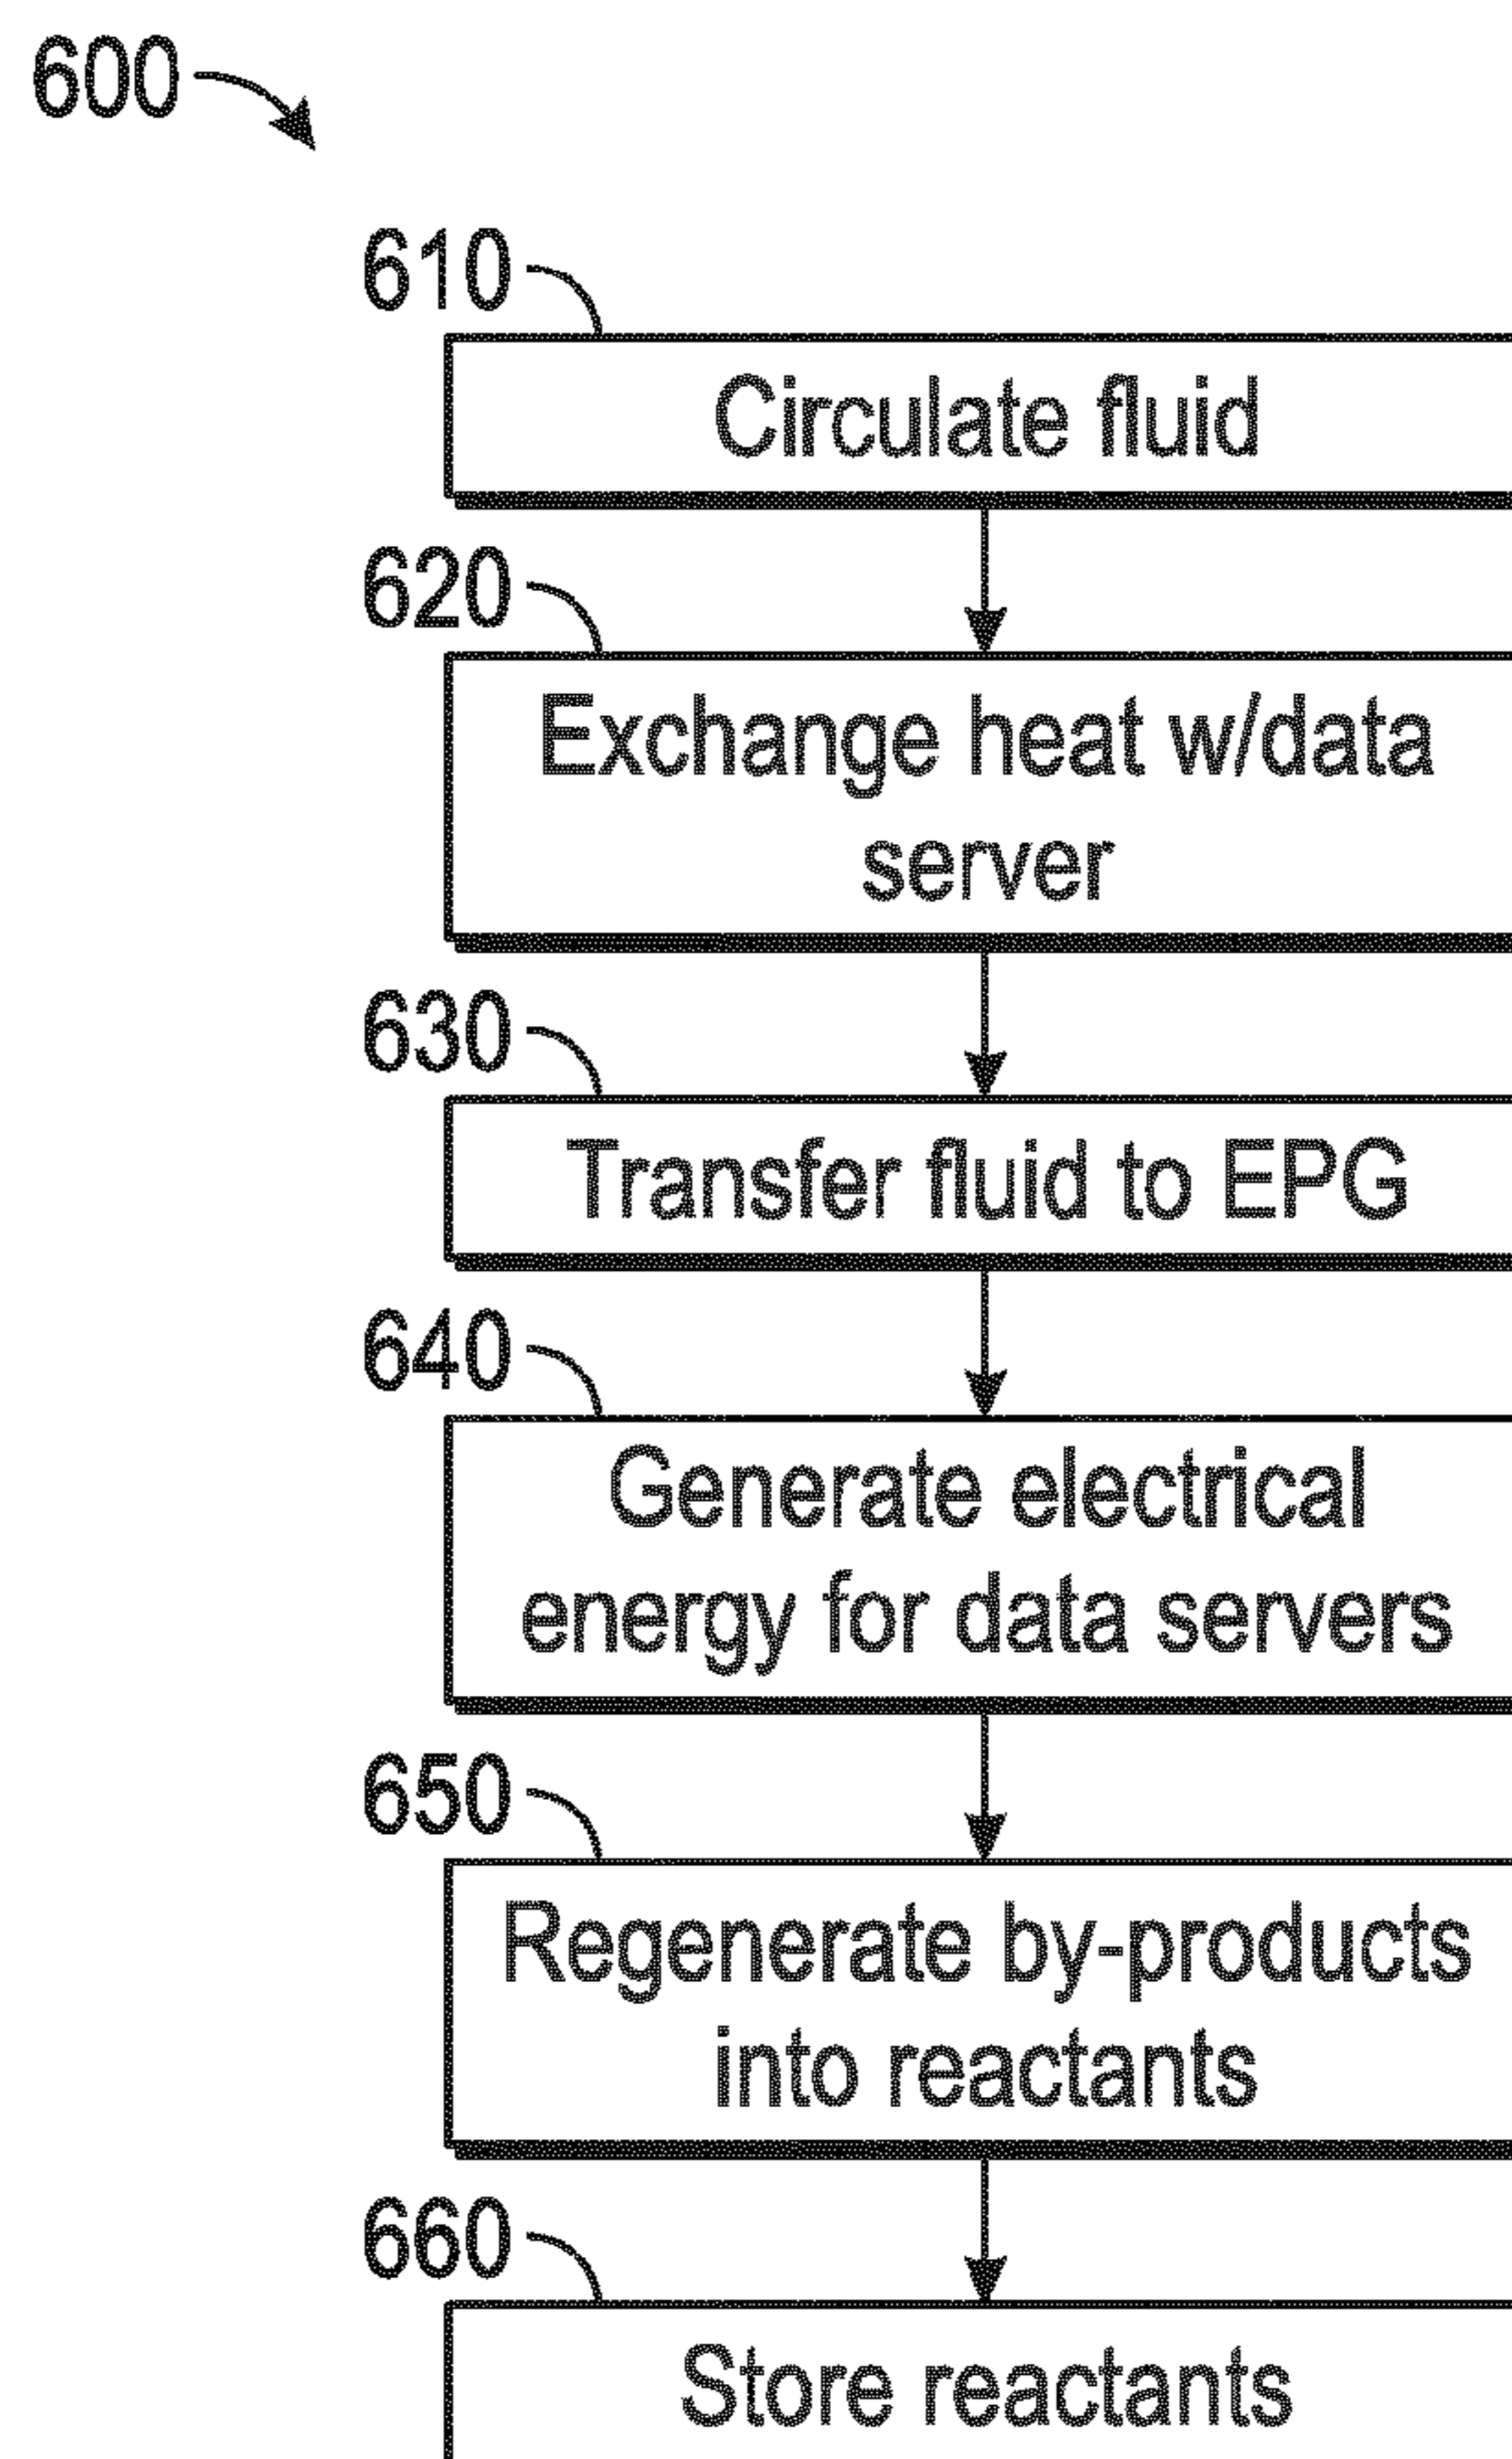 600
610
Circulate fluid
620
Exchange heat w/data
server
630
Transfer fluid to EPG
640
Generate electrical
energy for data servers
650
Regenerate by-products
into reactants
660
Store reactants